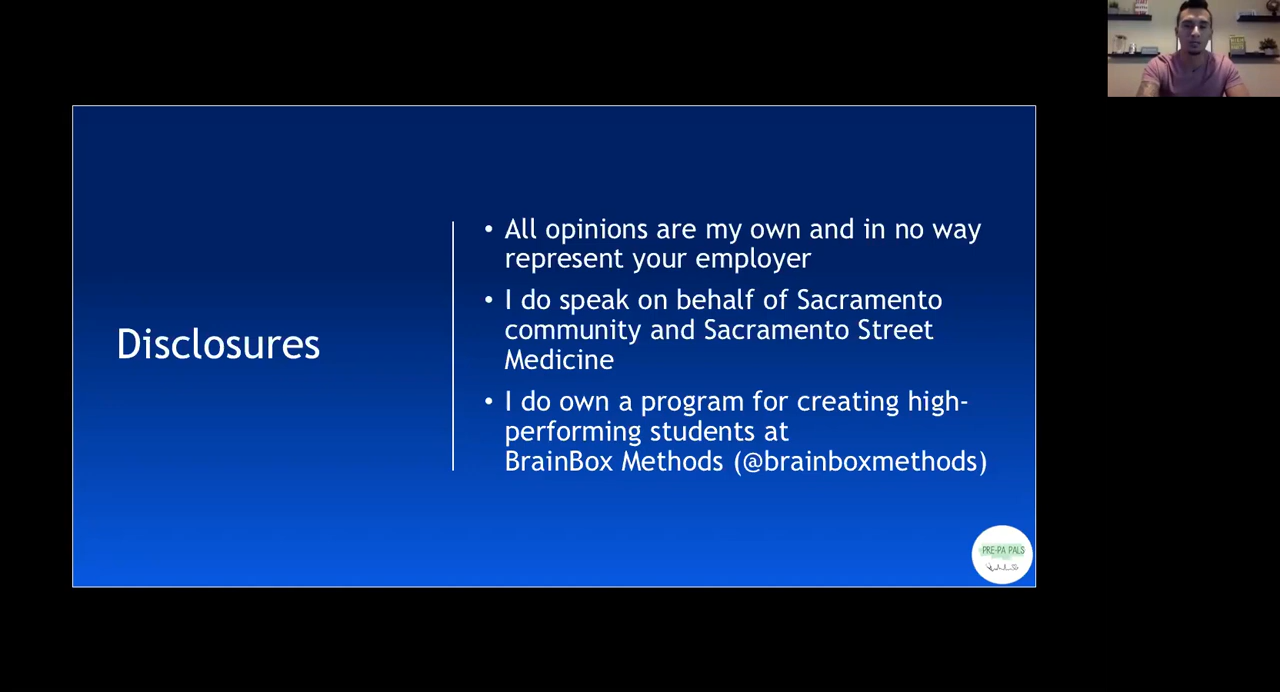 Disclosures
• All opinions are my own and in no way
represent your employer
• I do speak on behalf of Sacramento
community and Sacramento Street
Medicine
• I do own a program for creating high-
performing students at
BrainBox Methods (@brainboxmethods)
PRE-PA PALS